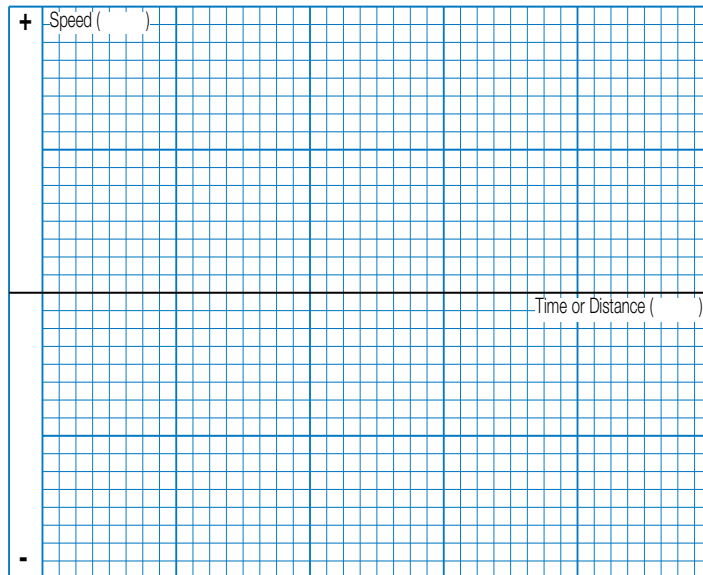 + Speed (      )
Time or Distance (      )
-